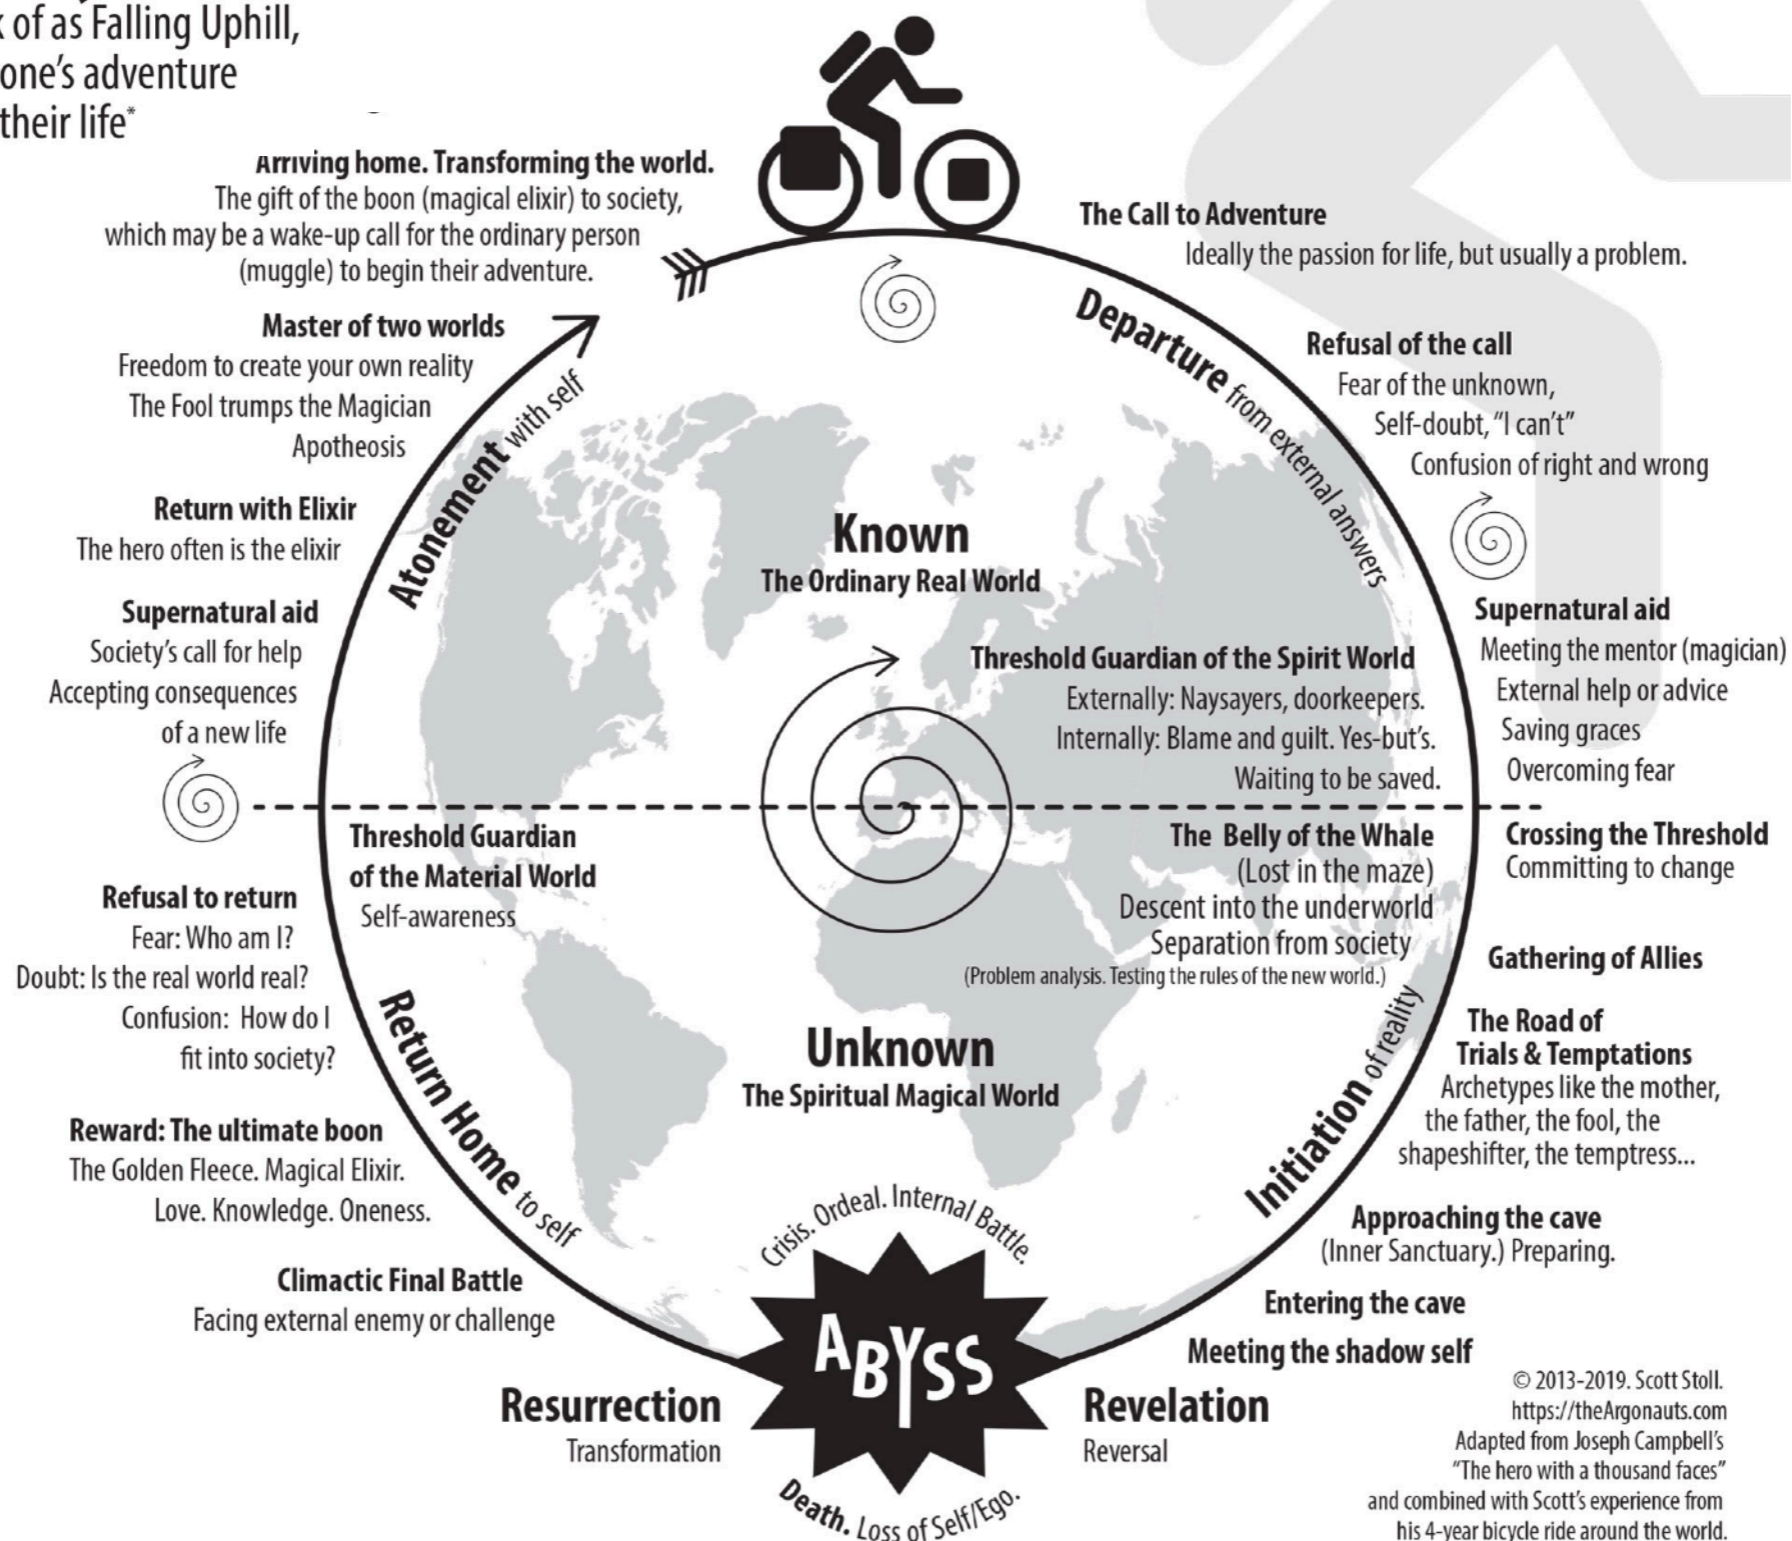 of as Falling Uphill,
one's adventure
their life*
Arriving home. Transforming the world.
The gift of the boon (magical elixir) to society,
which may be a wake-up call for the ordinary person
(muggle) to begin their adventure.
Master of two worlds
Freedom to create your own reality
The Fool trumps the Magician
Apotheosis
Return with Elixir
The hero often is the elixir
Supernatural aid
Society's call for help
Accepting consequences
of a new life
Refusal to return
Fear: Who am I?
Doubt: Is the real world real?
Confusion: How do I
fit into society?
Reward: The ultimate boon
The Golden Fleece. Magical Elixir.
Love. Knowledge. Oneness.
Climactic Final Battle
Facing external enemy or challenge
Resurrection
Transformation
Atonement with self
Return Home to self
Threshold Guardian
of the Material World
Self-awareness
Known
The Ordinary Real World
Unknown
The Spiritual Magical World
Crisis. Ordeal. Internal Battle.
ABYSS
Death. Loss of Self/Ego.
Departure from external answers
Threshold Guardian of the Spirit World
Externally: Naysayers, doorkeepers.
Internally: Blame and guilt. Yes-but's.
Waiting to be saved.
The Belly of the Whale
(Lost in the maze)
Descent into the underworld
Separation from society
(Problem analysis. Testing the rules of the new world.)
Initiation of reality
The Call to Adventure
Ideally the passion for life, but usually a problem.
Refusal of the call
Fear of the unknown,
Self-doubt, "I can't"
Confusion of right and wrong
Supernatural aid
Meeting the mentor (magician)
External help or advice
Saving graces
Overcoming fear
Crossing the Threshold
Committing to change
Gathering of Allies
The Road of
Trials & Temptations
Archetypes like the mother,
the father, the fool, the
shapeshifter, the temptress...
Approaching the cave
(Inner Sanctuary.) Preparing.
Entering the cave
Meeting the shadow self
Revelation
Reversal
© 2013-2019. Scott Stoll.
https://theArgonauts.com
Adapted from Joseph Campbell's
"The hero with a thousand faces"
and combined with Scott's experience from
his 4-year bicycle ride around the world.